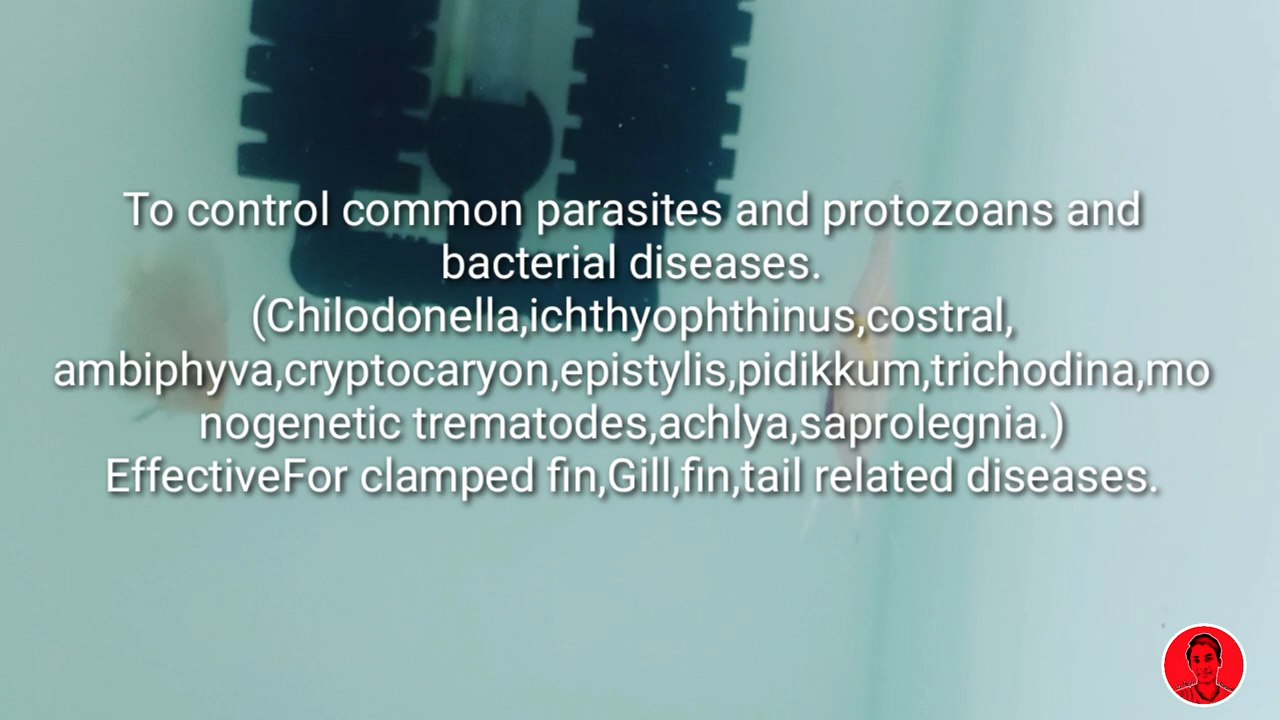 To control common parasites and protozoans and
bacterial diseases.
(Chilodonella,ichthyophthinus,costral,
ambiphyva,cryptocaryon,epistylis,pidikkum,trichodina,mo
nogenetic trematodes,achlya,saprolegnia.)
EffectiveFor clamped fin,Gill,fin,tail related diseases.